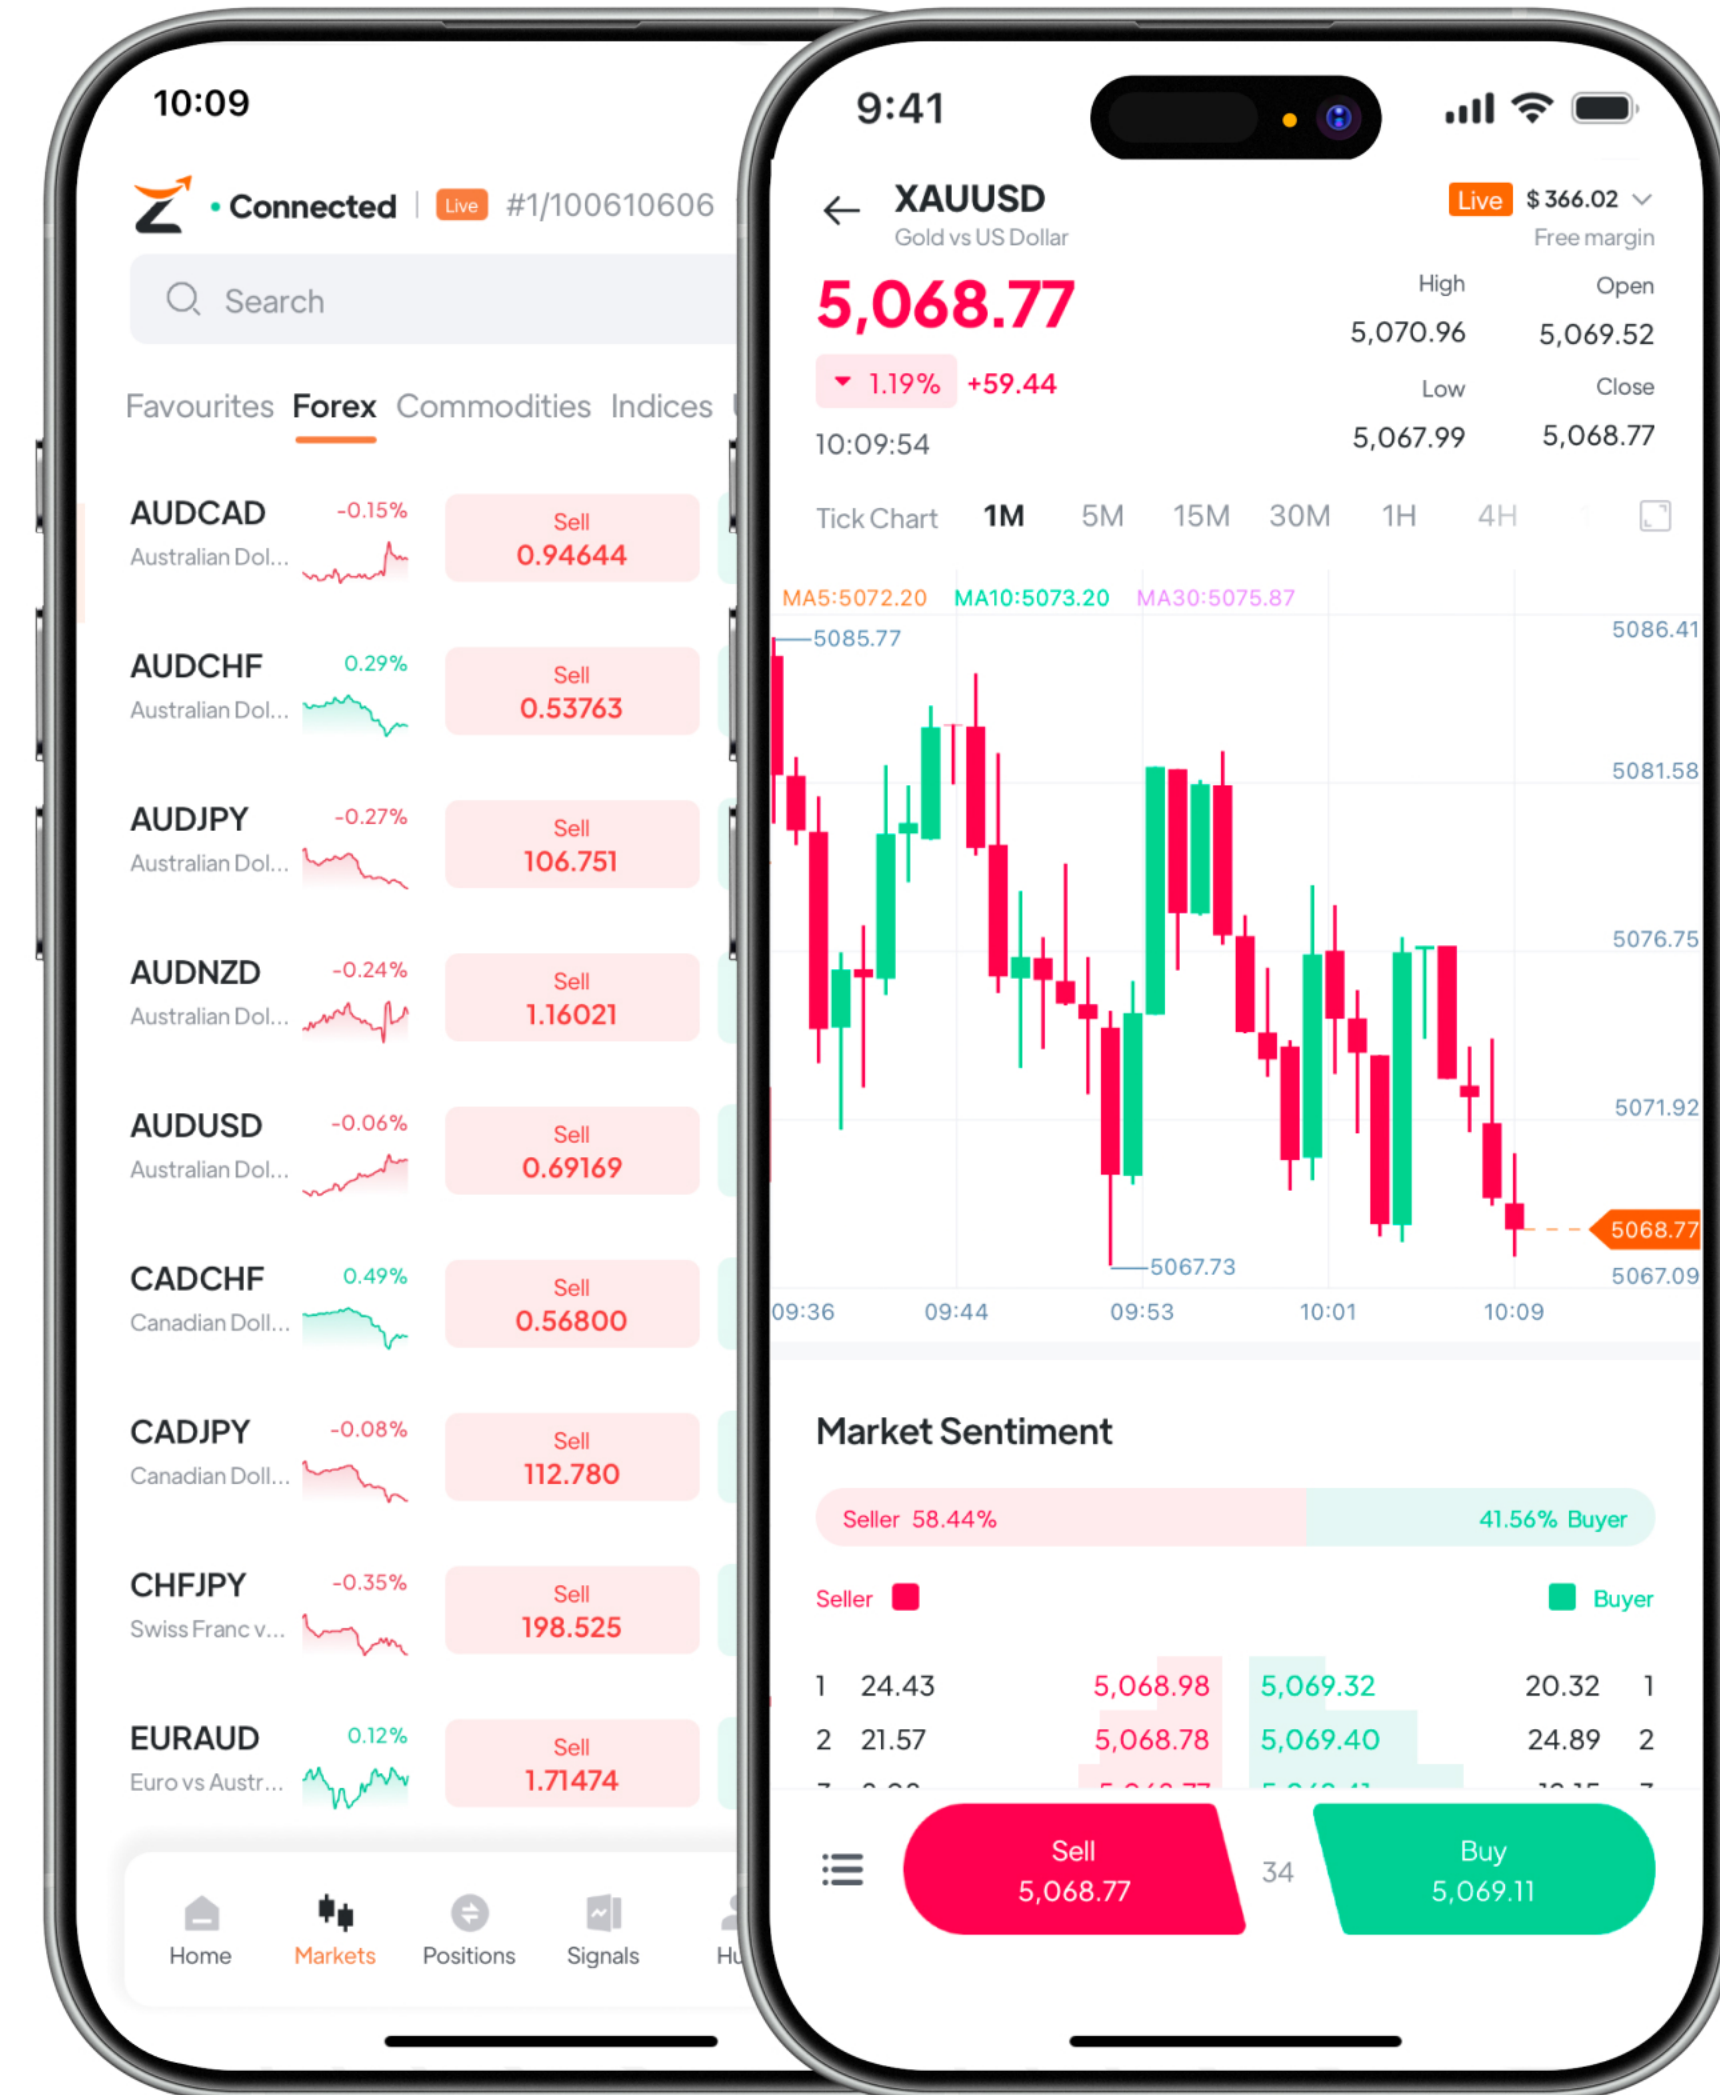 10:09
Connected
Live
#1/100610606
Search
Favourites Forex Commodities Indices
AUDCAD -0.15%
Australian Dol...
Sell
0.94644
AUDCHF 0.29%
Australian Dol...
Sell
0.53763
AUDJPY -0.27%
Australian Dol...
Sell
106.751
AUDNZD -0.24%
Australian Dol...
Sell
1.16021
AUDUSD -0.06%
Australian Dol...
Sell
0.69169
CADCHF 0.49%
Canadian Doll...
Sell
0.56800
CADJPY -0.08%
Canadian Doll...
Sell
112.780
CHFJPY -0.35%
Swiss Franc v...
Sell
198.525
EURAUD 0.12%
Euro vs Austr...
Sell
1.71474
Home Markets Positions Signals
9:41
XAUUSD
Gold vs US Dollar
Live $ 366.02
Free margin
5,068.77
1.19% +59.44
10:09:54
High Open
5,070.96 5,069.52
Low Close
5,067.99 5,068.77
Tick Chart 1M 5M 15M 30M 1H 4H
MA5:5072.20 MA10:5073.20 MA30:5075.87
5085.77
5086.41
5081.58
5076.75
5071.92
5068.77
5067.09
5067.73
09:36 09:44 09:53 10:01 10:09
Market Sentiment
Seller 58.44% 41.56% Buyer
Seller Buyer
1 24.43 5,068.98 5,069.32 20.32 1
2 21.57 5,068.78 5,069.40 24.89 2
Sell
5,068.77
34
Buy
5,069.11